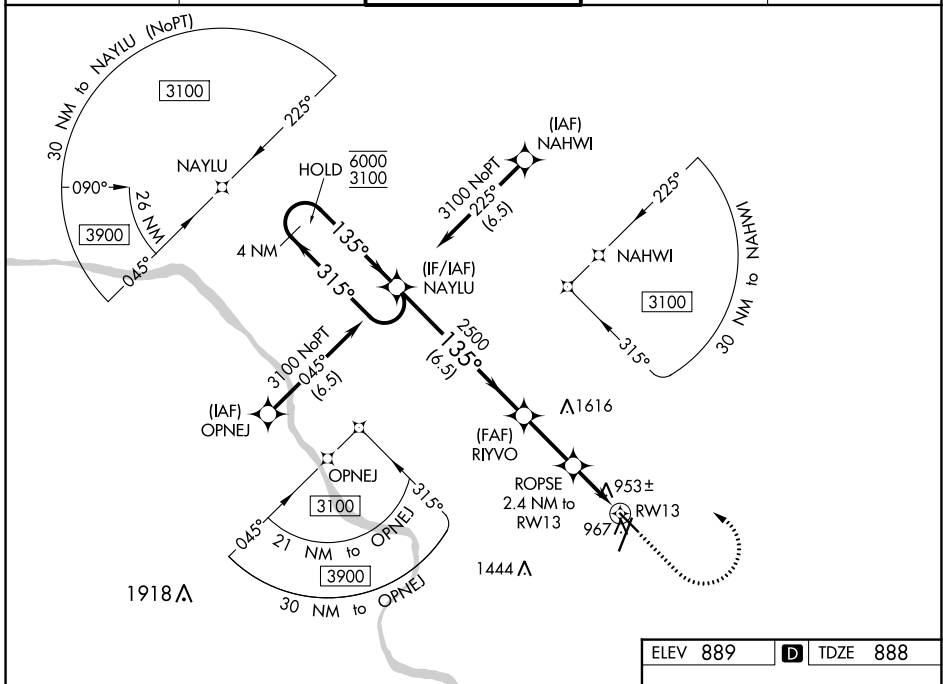 30 NM to NAYLU (NoPT)
3100
225°
NAYLU
090°
26 NM
3900
045°
HOLD
6000
3100
4 NM
135°
315°
(IAF)
NAHWI
3100 NoPT
225°
(6.5)
(IF/IAF)
NAYLU
225°
NAHWI
3100
315°
30 NM to NAHWI
3100 NoPT
045°
(6.5)
(IAF)
OPNEJ
2500
135°
(6.5)
(FAF)
RIYVO
1616
ROPSE
2.4 NM to
RW13
953±
RW13
967
OPNEJ
3100
045°
315°
21 NM to OPNEJ
3900
30 NM to OPNEJ
1444
1918
ELEV 889 D TDZE 888